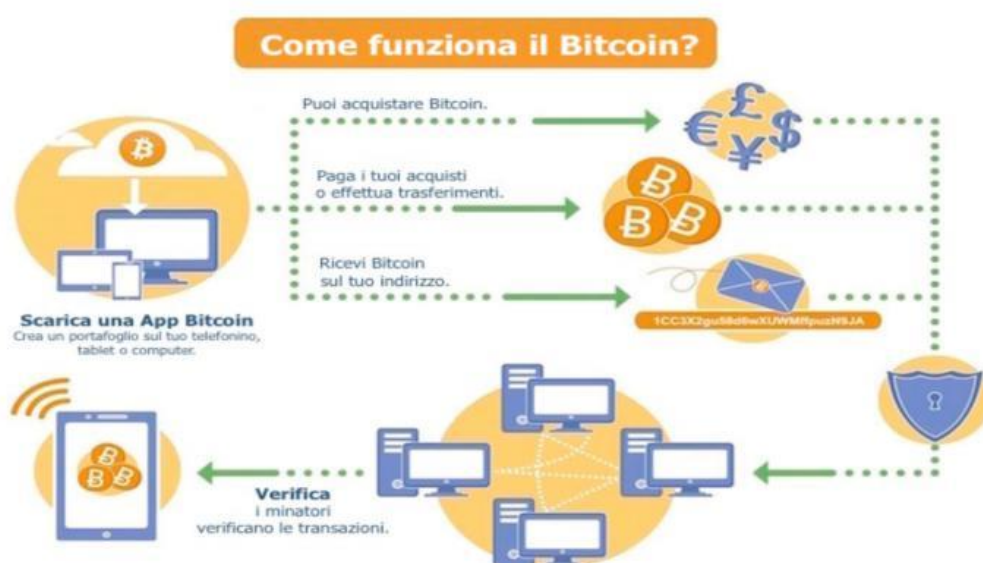 Come funziona il Bitcoin?
Puoi acquistare Bitcoin.
Paga i tuoi acquisti
o effettua trasferimenti.
Ricevi Bitcoin
sul tuo indirizzo.
Scarica una App Bitcoin
Crea un portafoglio sul tuo telefonino,
tablet o computer.
Verifica
i minatori
verificano le transazioni.